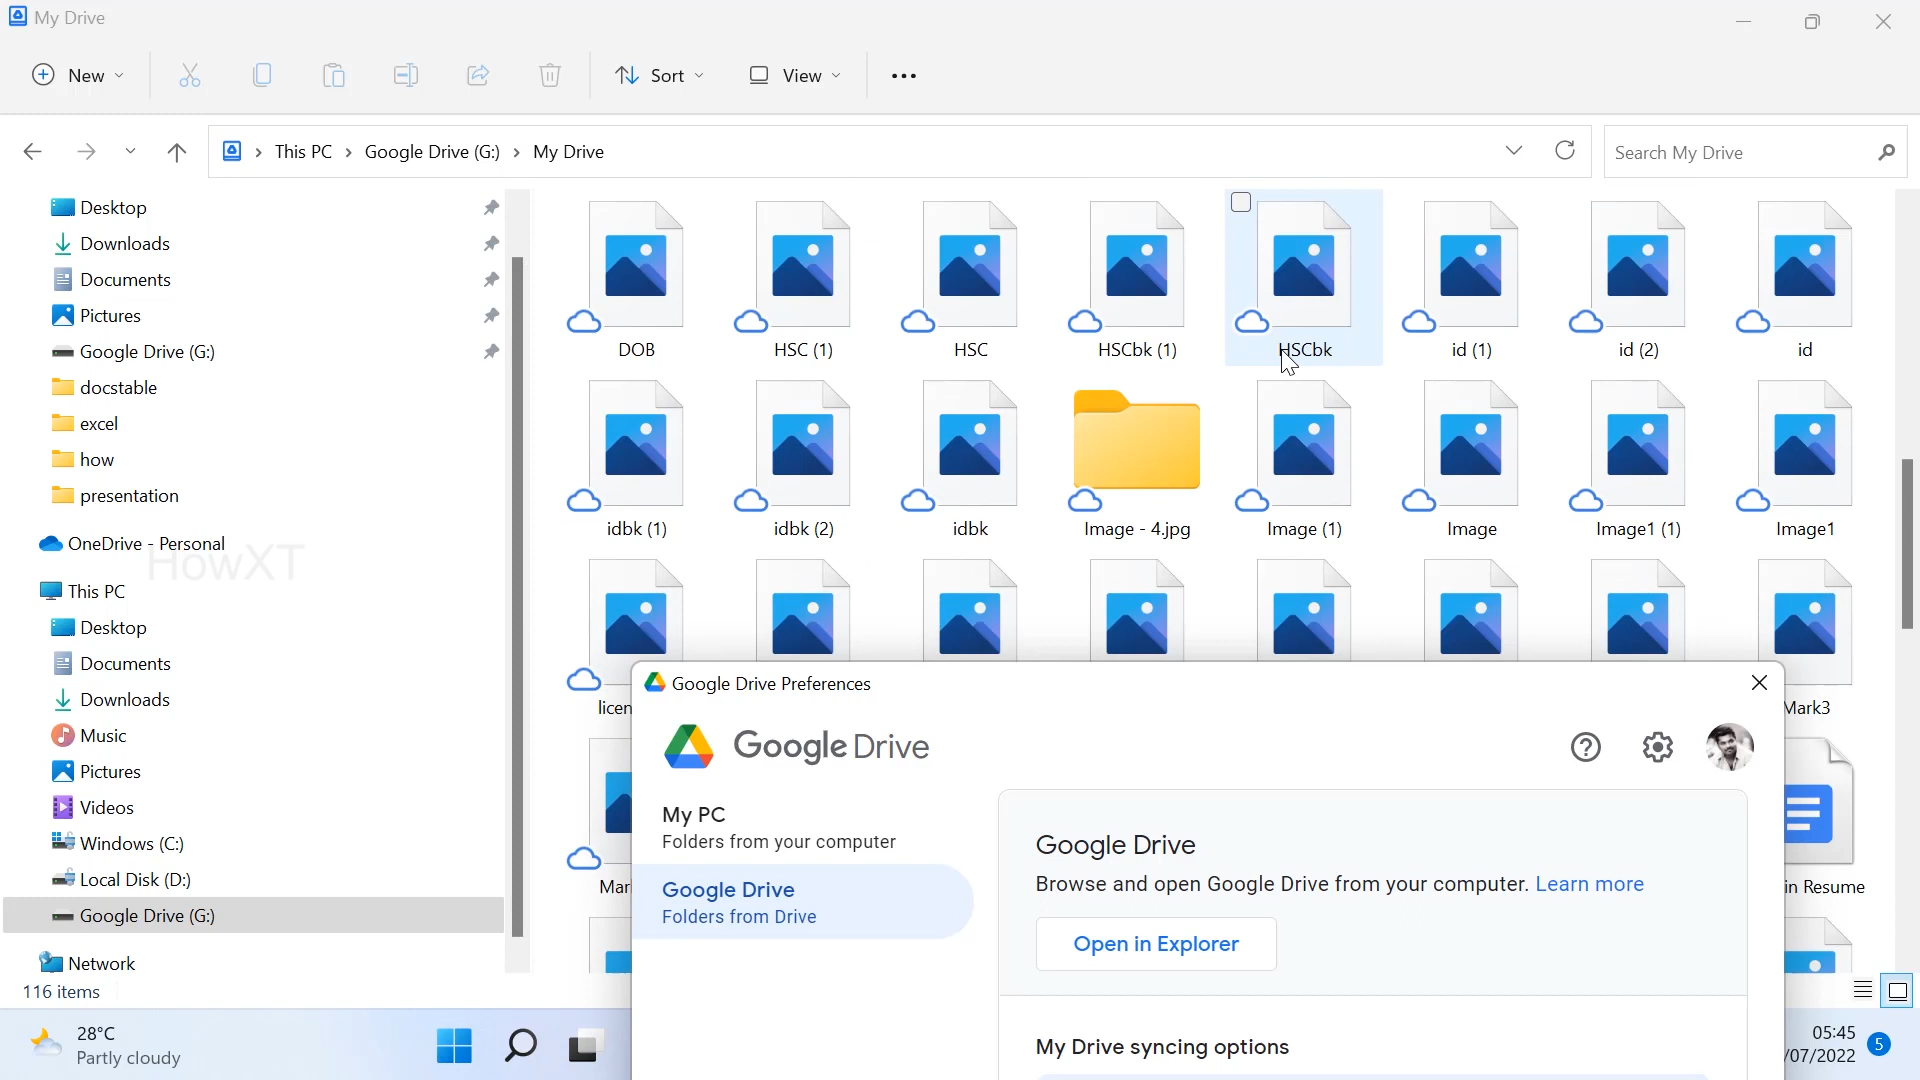 My Drive
New
Sort
View
This PC
Google Drive (G:)
My Drive
Search My Drive
Desktop
Downloads
Documents
Pictures
Google Drive (G:)
docstable
excel
how
presentation
OneDrive - Personal
HowXT
This PC
Desktop
Documents
Downloads
Music
Pictures
Videos
Windows (C:)
Local Disk (D:)
Google Drive (G:)
Network
116 items
DOB
HSC (1)
HSC
HSCbk (1)
HSCbk
id (1)
id (2)
id
idbk (1)
idbk (2)
idbk
Image - 4.jpg
Image (1)
Image
Image1 (1)
Image1
licen
Mark3
Mar
in Resume
Google Drive Preferences
Google Drive
My PC
Folders from your computer
Google Drive
Folders from Drive
Google Drive
Browse and open Google Drive from your computer. Learn more
Open in Explorer
My Drive syncing options
28°C
Partly cloudy
05:45
/07/2022
5